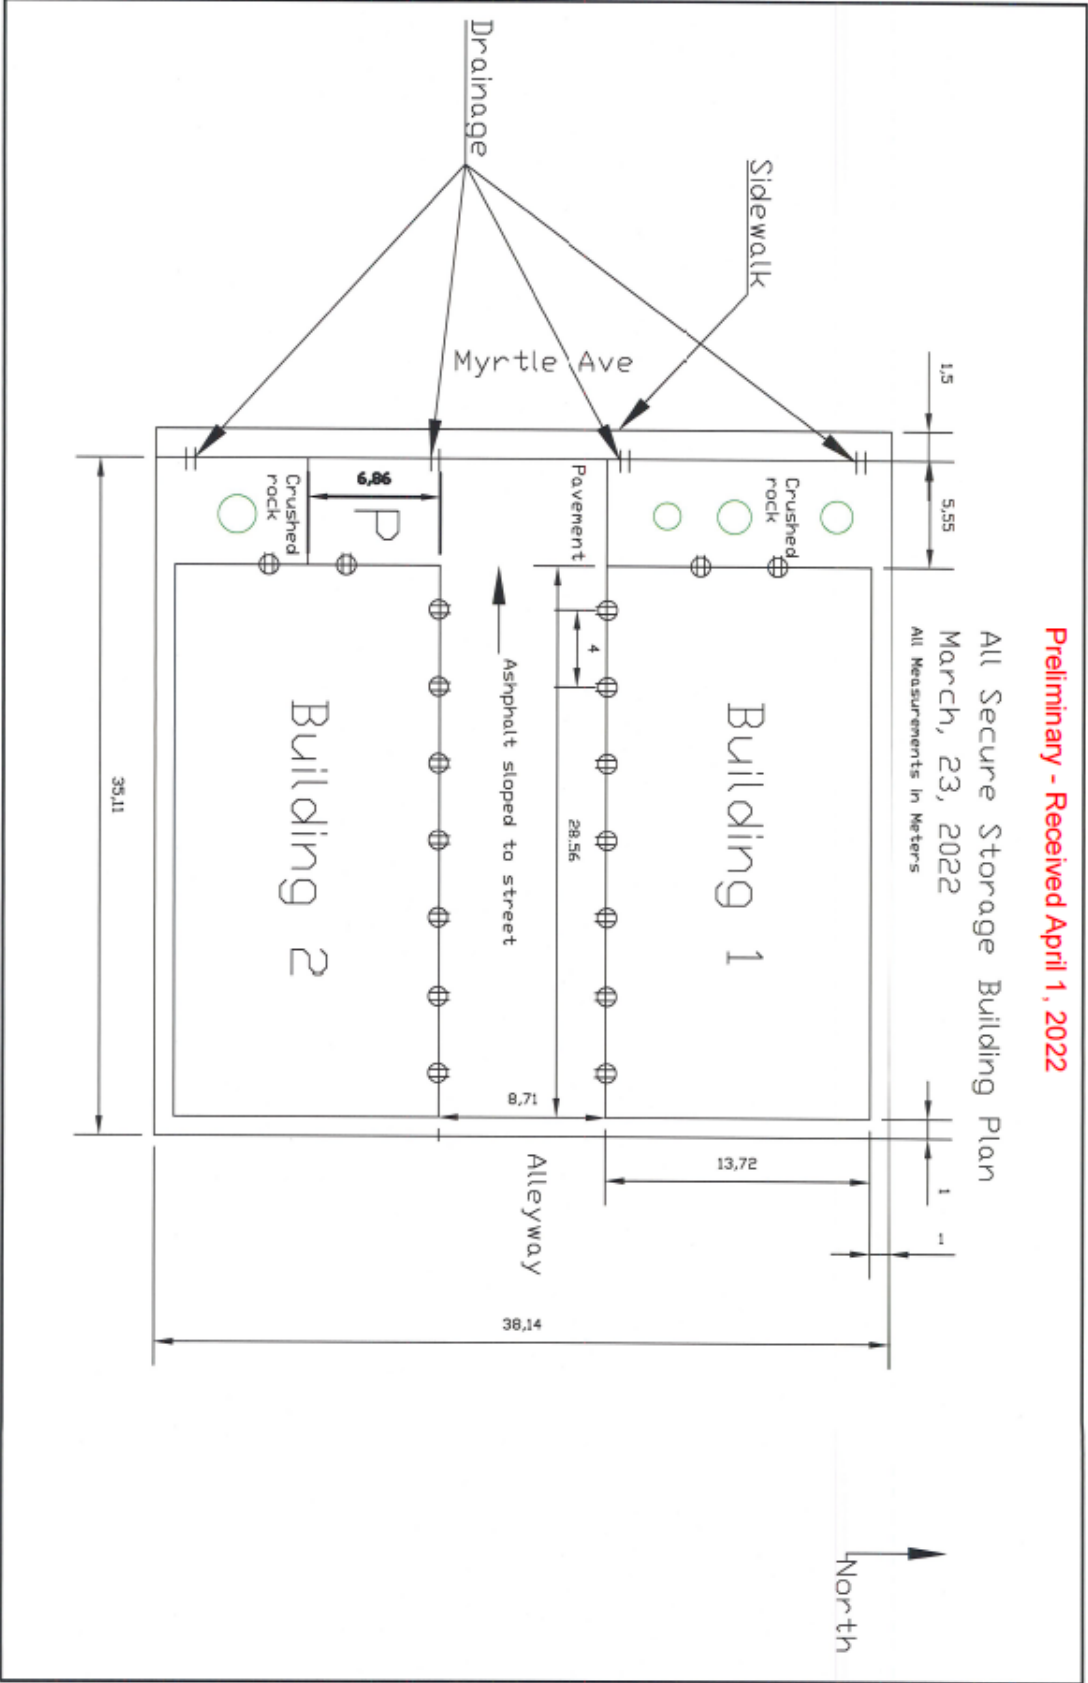 Preliminary - Received April 1, 2022
All Secure Storage Building Plan
March, 23, 2022
All Measurements in Meters
1,5
5,55
1
1
Sidewalk
Drainage
Myrtle Ave
Crushed
rock
Pavement
P
6,86
Crushed
rock
Building 1
4
28.56
Ashphalt sloped to street
Building 2
8,71
13,72
Alleyway
35,11
38,14
North